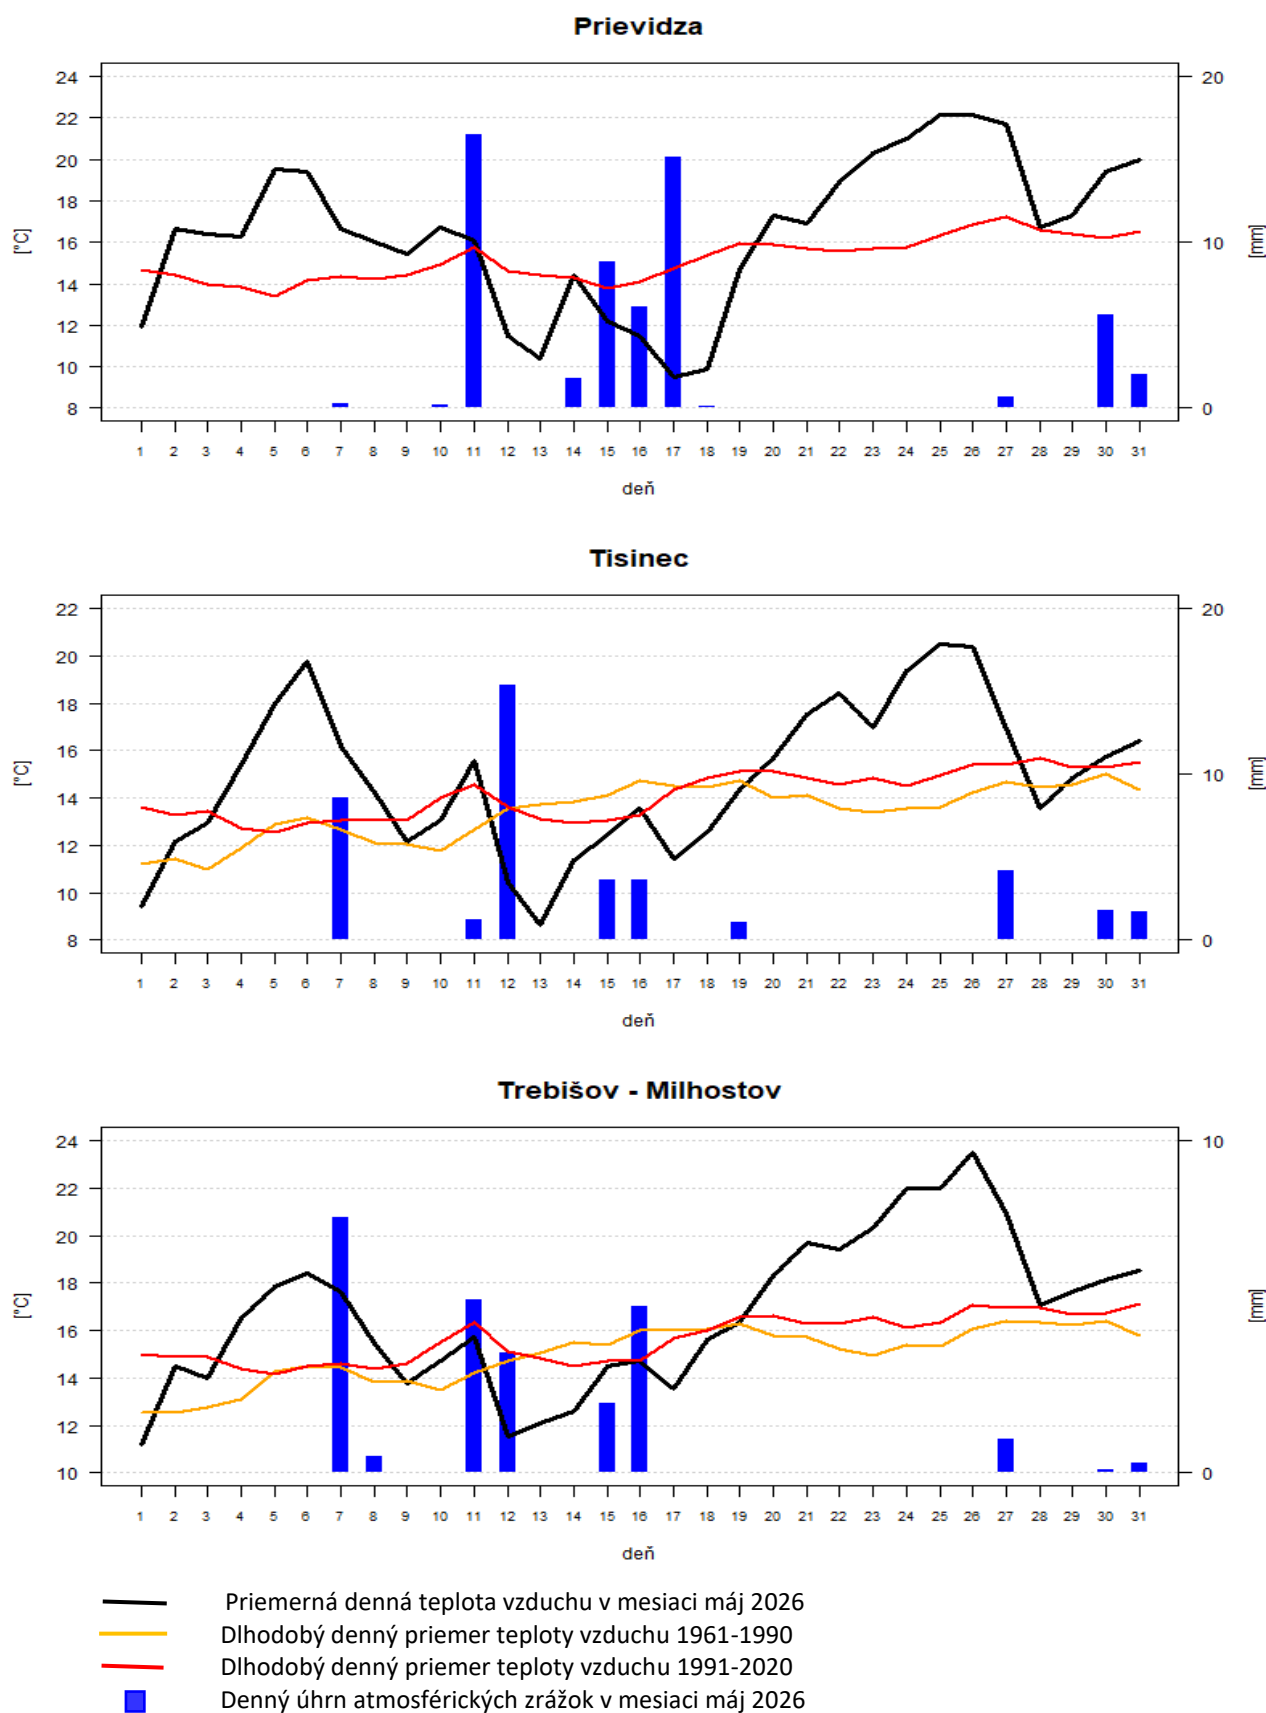 Prievidza
24
22
20
18
16
14
12
10
8
[°C]
20
10
0
[mm]
1 2 3 4 5 6 7 8 9 10 11 12 13 14 15 16 17 18 19 20 21 22 23 24 25 26 27 28 29 30 31
deň
Tisinec
22
20
18
16
14
12
10
8
[°C]
20
10
0
[mm]
1 2 3 4 5 6 7 8 9 10 11 12 13 14 15 16 17 18 19 20 21 22 23 24 25 26 27 28 29 30 31
deň
Trebišov - Milhostov
24
22
20
18
16
14
12
10
[°C]
10
0
[mm]
1 2 3 4 5 6 7 8 9 10 11 12 13 14 15 16 17 18 19 20 21 22 23 24 25 26 27 28 29 30 31
deň
Priemerná denná teplota vzduchu v mesiaci máj 2026
Dlhodobý denný priemer teploty vzduchu 1961-1990
Dlhodobý denný priemer teploty vzduchu 1991-2020
Denný úhrn atmosférických zrážok v mesiaci máj 2026